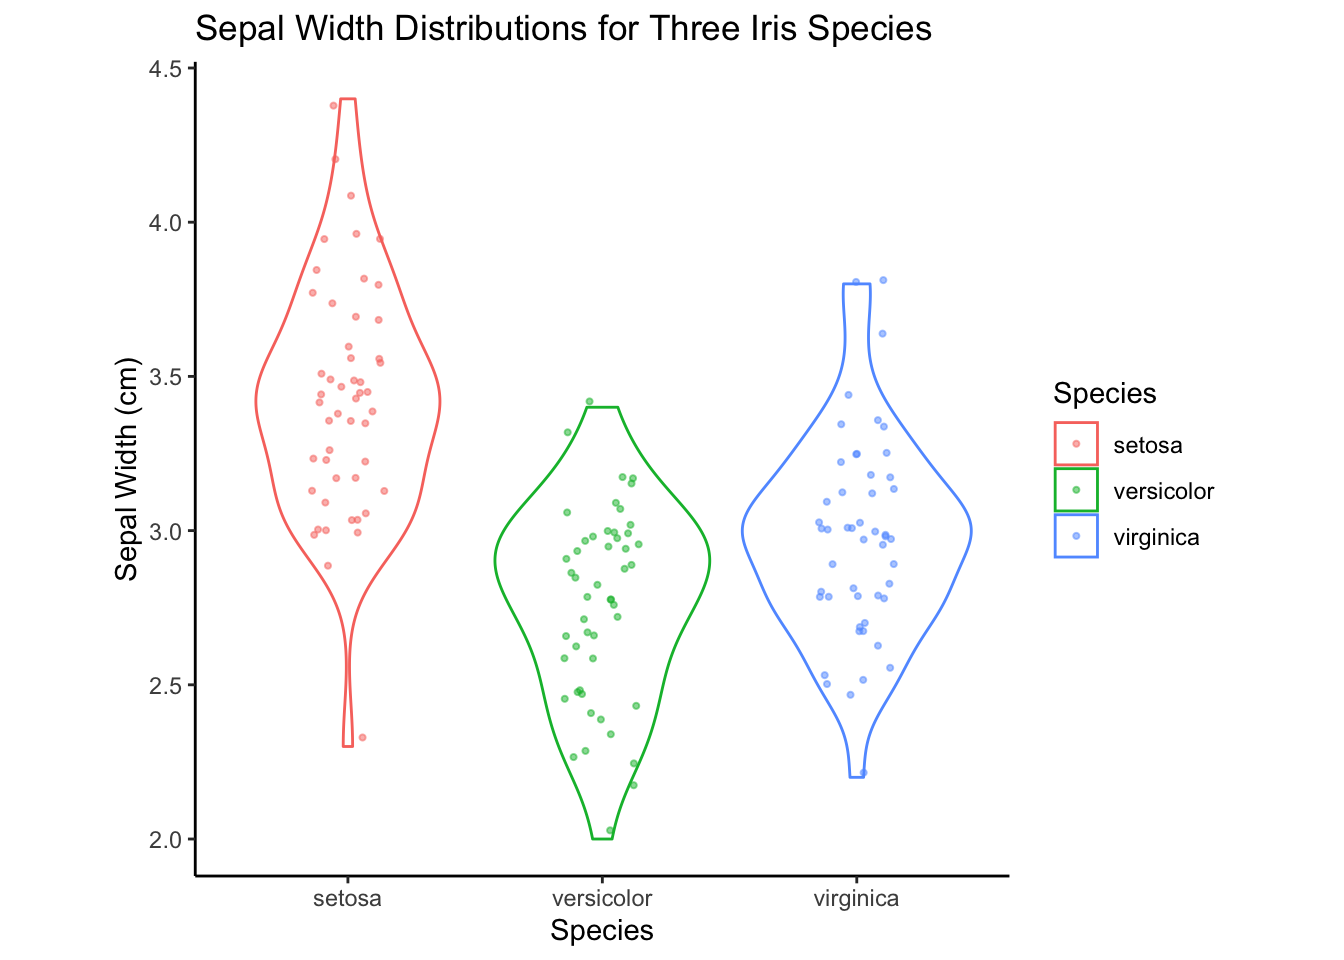 Sepal Width Distributions for Three Iris Species
4.5
4.0
3.5
3.0
2.5
2.0
Sepal Width (cm)
setosa
versicolor
virginica
Species
Species
setosa
versicolor
virginica